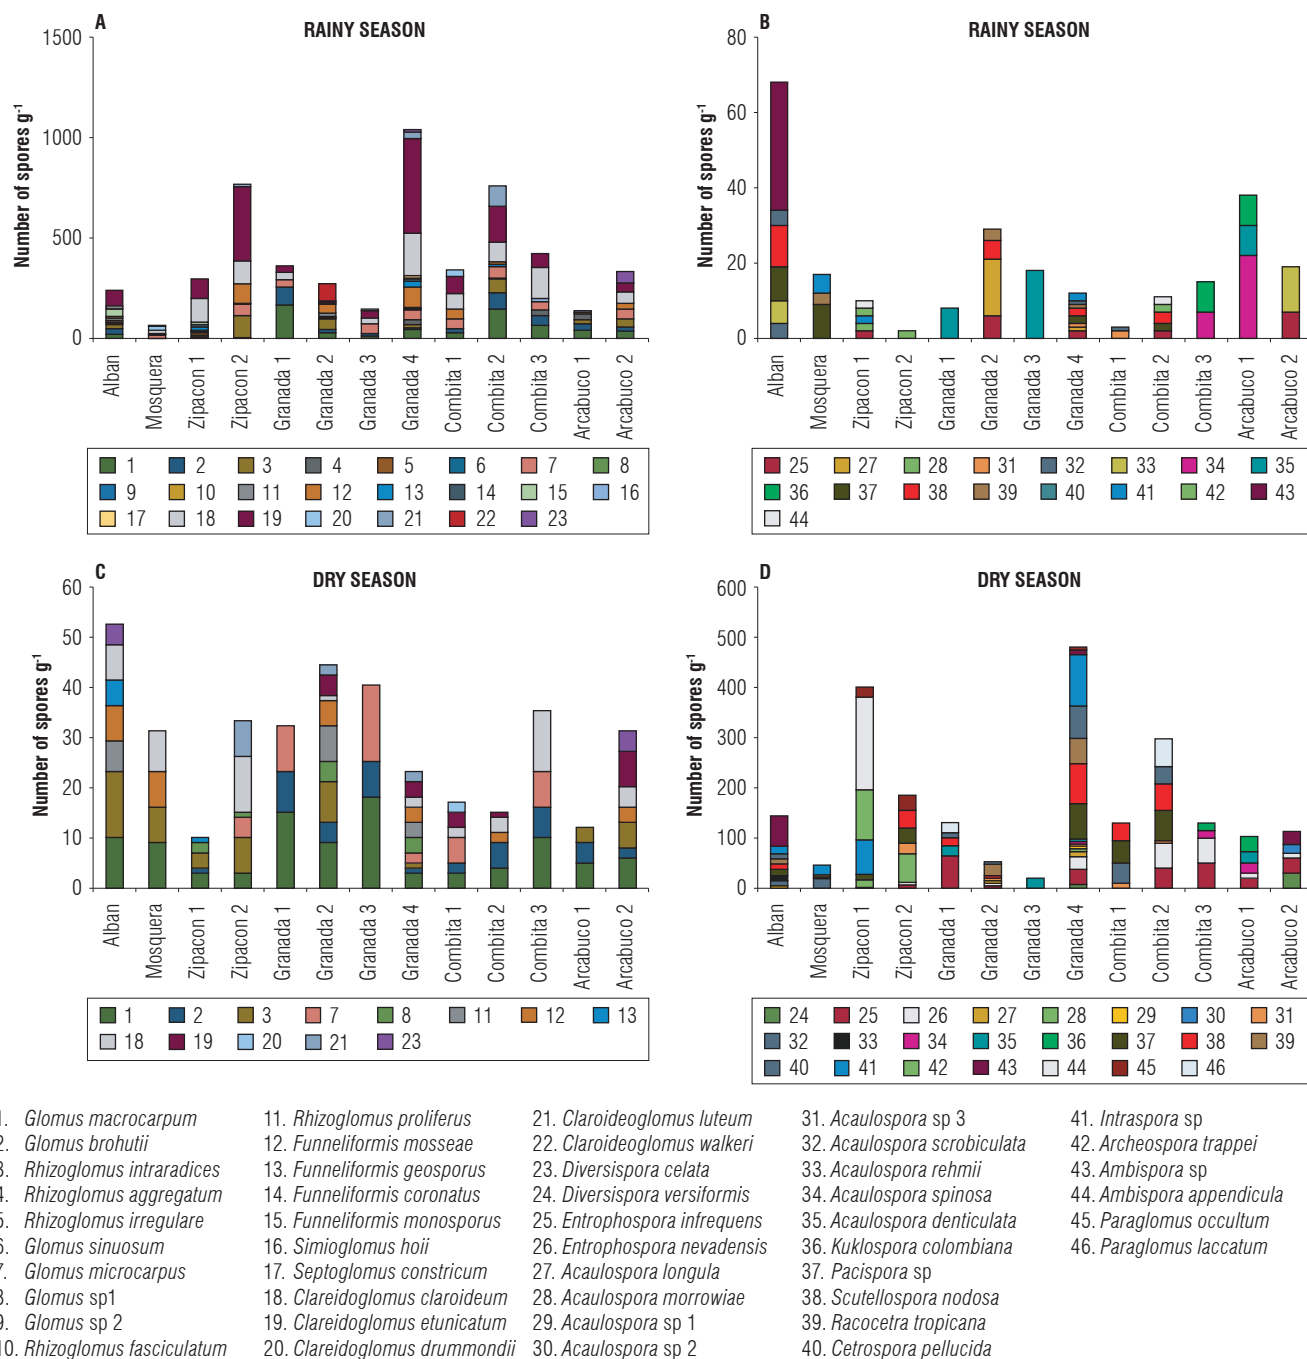 A
RAINY SEASON
Number of spores g-1
1500
1000
500
0
Alban
Mosquera
Zipacon 1
Zipacon 2
Granada 1
Granada 2
Granada 3
Granada 4
Combita 1
Combita 2
Combita 3
Arcabuco 1
Arcabuco 2
1 2 3 4 5 6 7 8
9 10 11 12 13 14 15 16
17 18 19 20 21 22 23
B
RAINY SEASON
Number of spores g-1
80
60
40
20
0
Alban
Mosquera
Zipacon 1
Zipacon 2
Granada 1
Granada 2
Granada 3
Granada 4
Combita 1
Combita 2
Combita 3
Arcabuco 1
Arcabuco 2
25 27 28 31 32 33 34 35
36 37 38 39 40 41 42 43
44
C
DRY SEASON
Number of spores g-1
60
50
40
30
20
10
0
Alban
Mosquera
Zipacon 1
Zipacon 2
Granada 1
Granada 2
Granada 3
Granada 4
Combita 1
Combita 2
Combita 3
Arcabuco 1
Arcabuco 2
1 2 3 7 8 11 12 13
18 19 20 21 23
D
DRY SEASON
Number of spores g-1
600
500
400
300
200
100
0
Alban
Mosquera
Zipacon 1
Zipacon 2
Granada 1
Granada 2
Granada 3
Granada 4
Combita 1
Combita 2
Combita 3
Arcabuco 1
Arcabuco 2
24 25 26 27 28 29 30 31
32 33 34 35 36 37 38 39
40 41 42 43 44 45 46
1. Glomus macrocarpum
2. Glomus brohutii
3. Rhizoglomus intraradices
4. Rhizoglomus aggregatum
5. Rhizoglomus irregulare
6. Glomus sinuosum
7. Glomus microcarpus
8. Glomus sp1
9. Glomus sp 2
10. Rhizoglomus fasciculatum
11. Rhizoglomus proliferus
12. Funneliformis mosseae
13. Funneliformis geosporus
14. Funneliformis coronatus
15. Funneliformis monosporus
16. Simioglomus hoii
17. Septoglomus constricum
18. Clareidoglomus claroideum
19. Clareidoglomus etunicatum
20. Clareidoglomus drummondii
21. Claroideoglomus luteum
22. Claroideoglomus walkeri
23. Diversispora celata
24. Diversispora versiformis
25. Entrophospora infrequens
26. Entrophospora nevadensis
27. Acaulospora longula
28. Acaulospora morrowiae
29. Acaulospora sp 1
30. Acaulospora sp 2
31. Acaulospora sp 3
32. Acaulospora scrobiculata
33. Acaulospora rehmii
34. Acaulospora spinosa
35. Acaulospora denticulata
36. Kuklospora colombiana
37. Pacispora sp
38. Scutellospora nodosa
39. Racocetra tropicana
40. Cetrospora pellucida
41. Intraspora sp
42. Archeospora trappei
43. Ambispora sp
44. Ambispora appendicula
45. Paraglomus occultum
46. Paraglomus laccatum